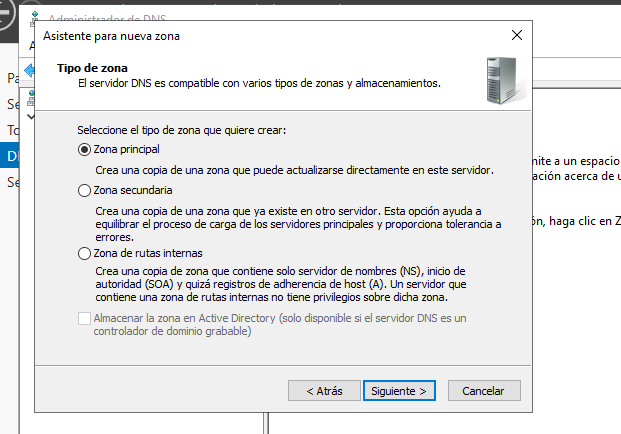 Administrador de DNS
Asistente para nueva zona
Tipo de zona
El servidor DNS es compatible con varios tipos de zonas y almacenamientos.
Seleccione el tipo de zona que quiere crear:
Zona principal
Crea una copia de una zona que puede actualizarse directamente en este servidor.
Zona secundaria
Crea una copia de una zona que ya existe en otro servidor. Esta opción ayuda a
equilibrar el proceso de carga de los servidores principales y proporciona tolerancia a
errores.
Zona de rutas internas
Crea una copia de zona que contiene solo servidor de nombres (NS), inicio de
autoridad (SOA) y quizá registros de adherencia de host (A). Un servidor que
contiene una zona de rutas internas no tiene privilegios sobre dicha zona.
Almacenar la zona en Active Directory (solo disponible si el servidor DNS es un
controlador de dominio grabable)
< Atrás
Siguiente >
Cancelar
mite a un espacio
ación acerca de u
ón, haga clic en Z